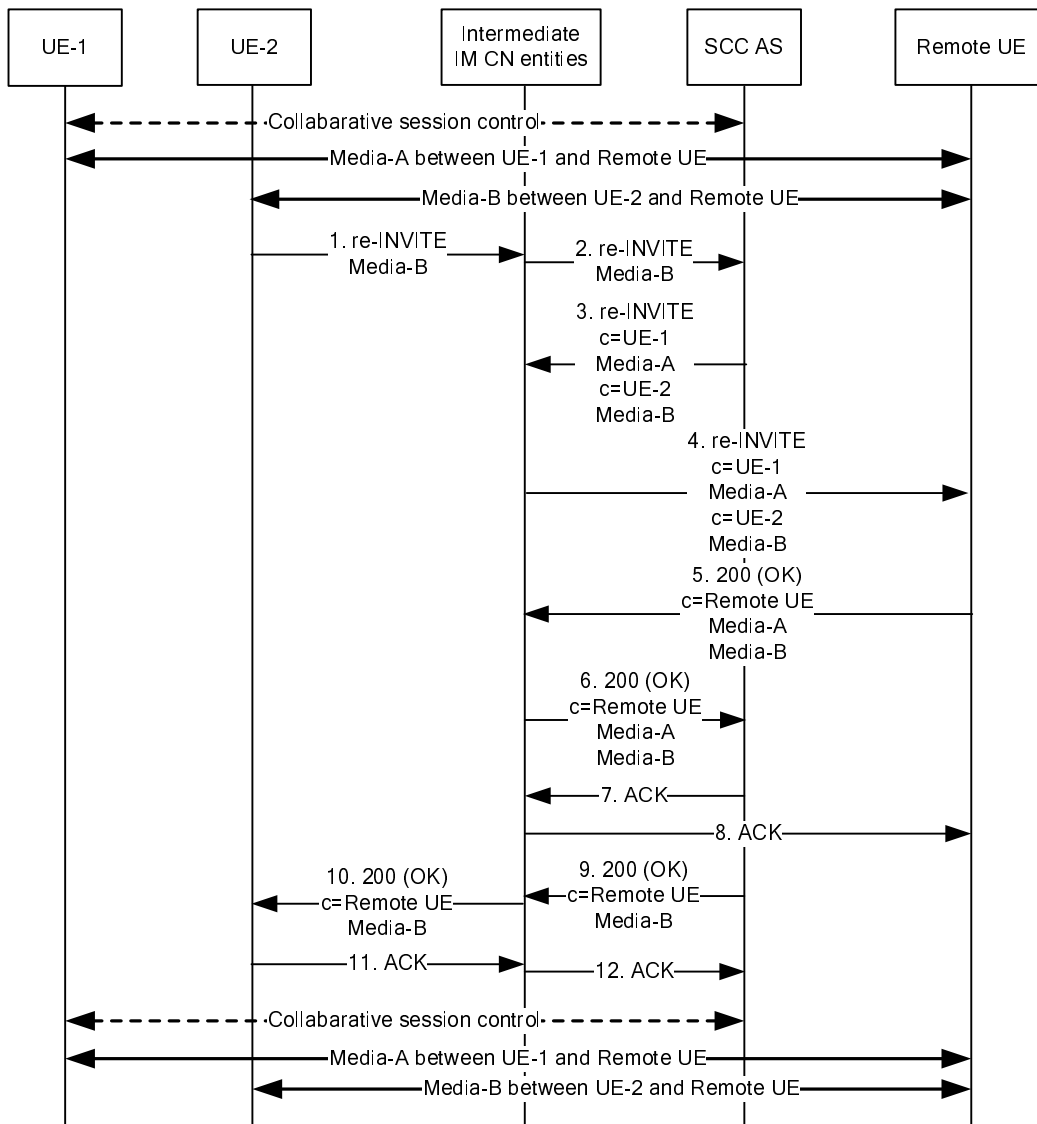 UE-1
UE-2
Intermediate
IM CN entities
SCC AS
Remote UE
Collabarative session control
Media-A between UE-1 and Remote UE
Media-B between UE-2 and Remote UE
1. re-INVITE
Media-B
2. re-INVITE
Media-B
3. re-INVITE
c=UE-1
Media-A
c=UE-2
Media-B
4. re-INVITE
c=UE-1
Media-A
c=UE-2
Media-B
5. 200 (OK)
c=Remote UE
Media-A
Media-B
6. 200 (OK)
c=Remote UE
Media-A
Media-B
7. ACK
8. ACK
9. 200 (OK)
c=Remote UE
Media-B
10. 200 (OK)
c=Remote UE
Media-B
11. ACK
12. ACK
Collabarative session control
Media-A between UE-1 and Remote UE
Media-B between UE-2 and Remote UE